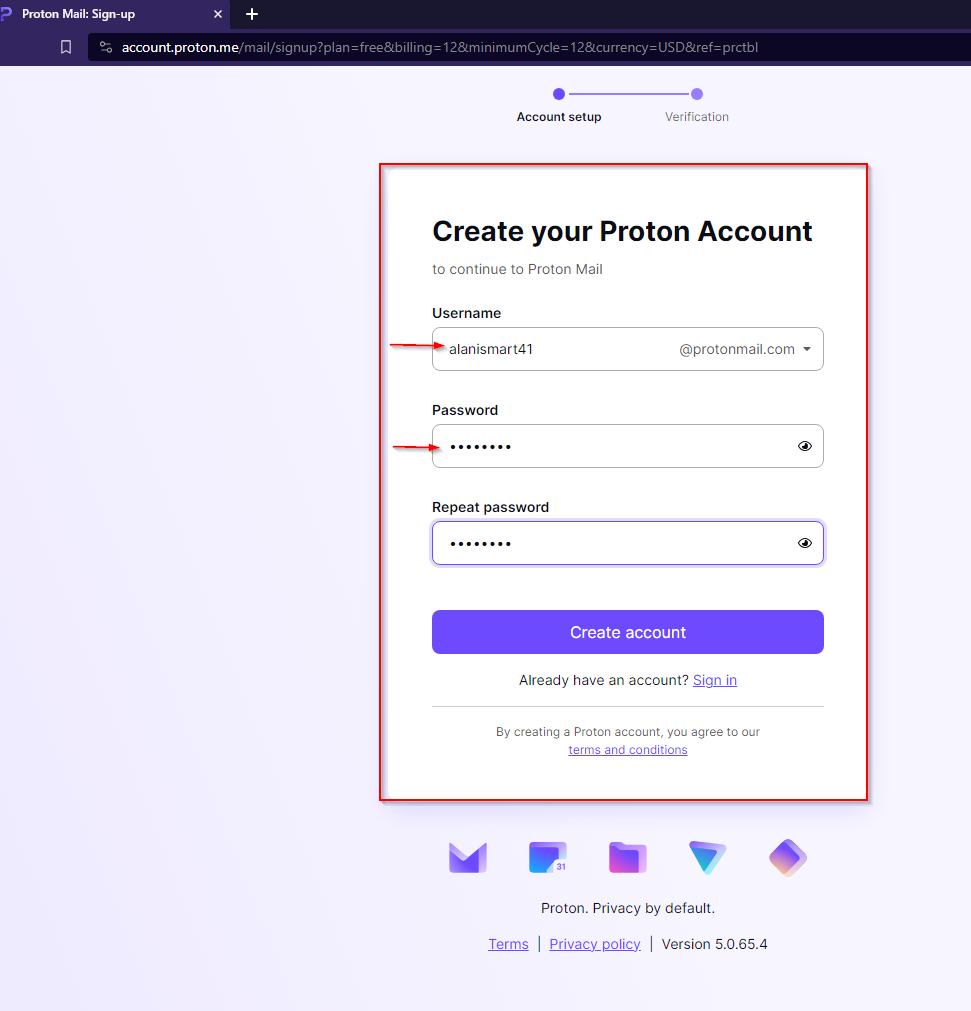 Proton Mail: Sign-up
account.proton.me/mail/signup?plan=free&billing=12&minimumCycle=12&currency=USD&ref=prctbl
Account setup
Verification
Create your Proton Account
to continue to Proton Mail
Username
alanismart41 @protonmail.com
Password
••••••••
Repeat password
••••••••
Create account
Already have an account? Sign in
By creating a Proton account, you agree to our
terms and conditions
31
Proton. Privacy by default.
Terms | Privacy policy | Version 5.0.65.4